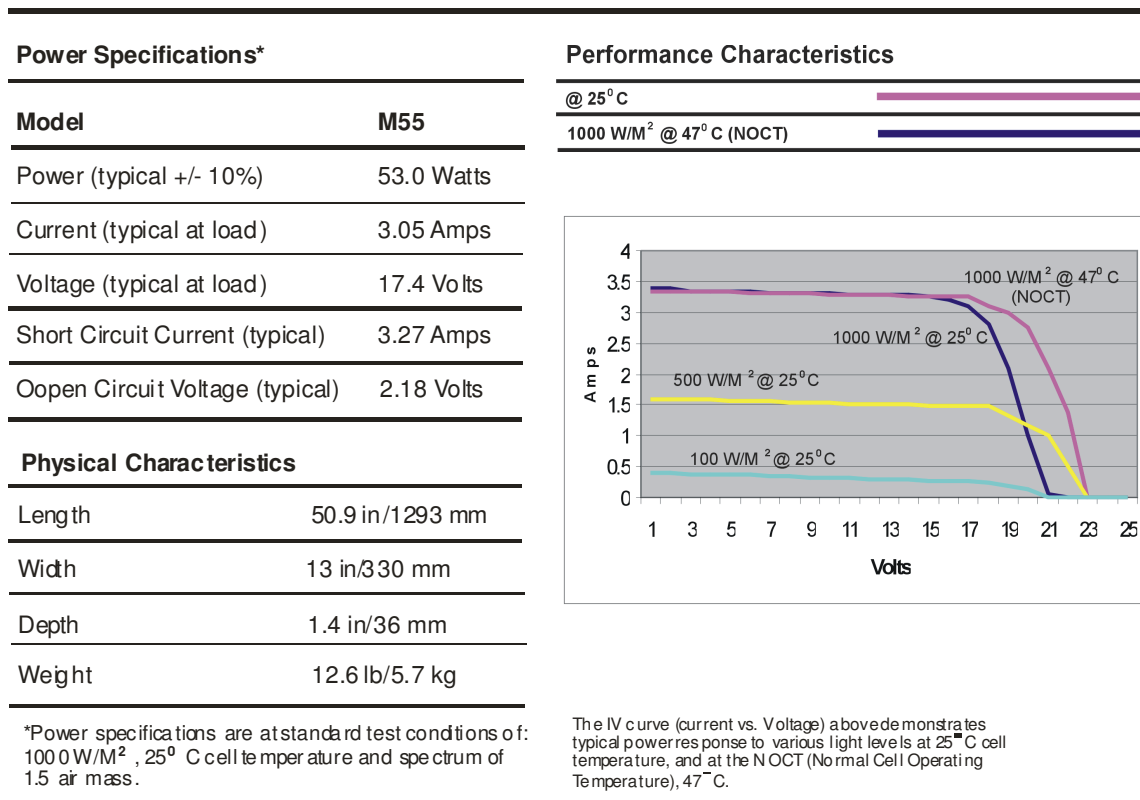 Power Specifications*
Model M55
Power (typical +/- 10%) 53.0 Watts
Current (typical at load) 3.05 Amps
Voltage (typical at load) 17.4 Volts
Short Circuit Current (typical) 3.27 Amps
Oopen Circuit Voltage (typical) 2.18 Volts
Physical Characteristics
Length 50.9 in/1293 mm
Width 13 in/330 mm
Depth 1.4 in/36 mm
Weight 12.6 lb/5.7 kg
*Power specifications are at standard test conditions of:
1000 W/M², 25⁰ C cell temperature and spectrum of
1.5 air mass.
Performance Characteristics
@ 25⁰ C
1000 W/M² @ 47⁰ C (NOCT)
4
3.5
3
2.5
2
1.5
1
0.5
0
Amps
1000 W/M² @ 47⁰ C
(NOCT)
1000 W/M² @ 25⁰C
500 W/M² @ 25⁰C
100 W/M² @ 25⁰C
1 3 5 7 9 11 13 15 17 19 21 23 25
Volts
The IV curve (current vs. Voltage) above demonstrates
typical power response to various light levels at 25⁻ C cell
temperature, and at the NOCT (Normal Cell Operating
Temperature), 47⁻ C.